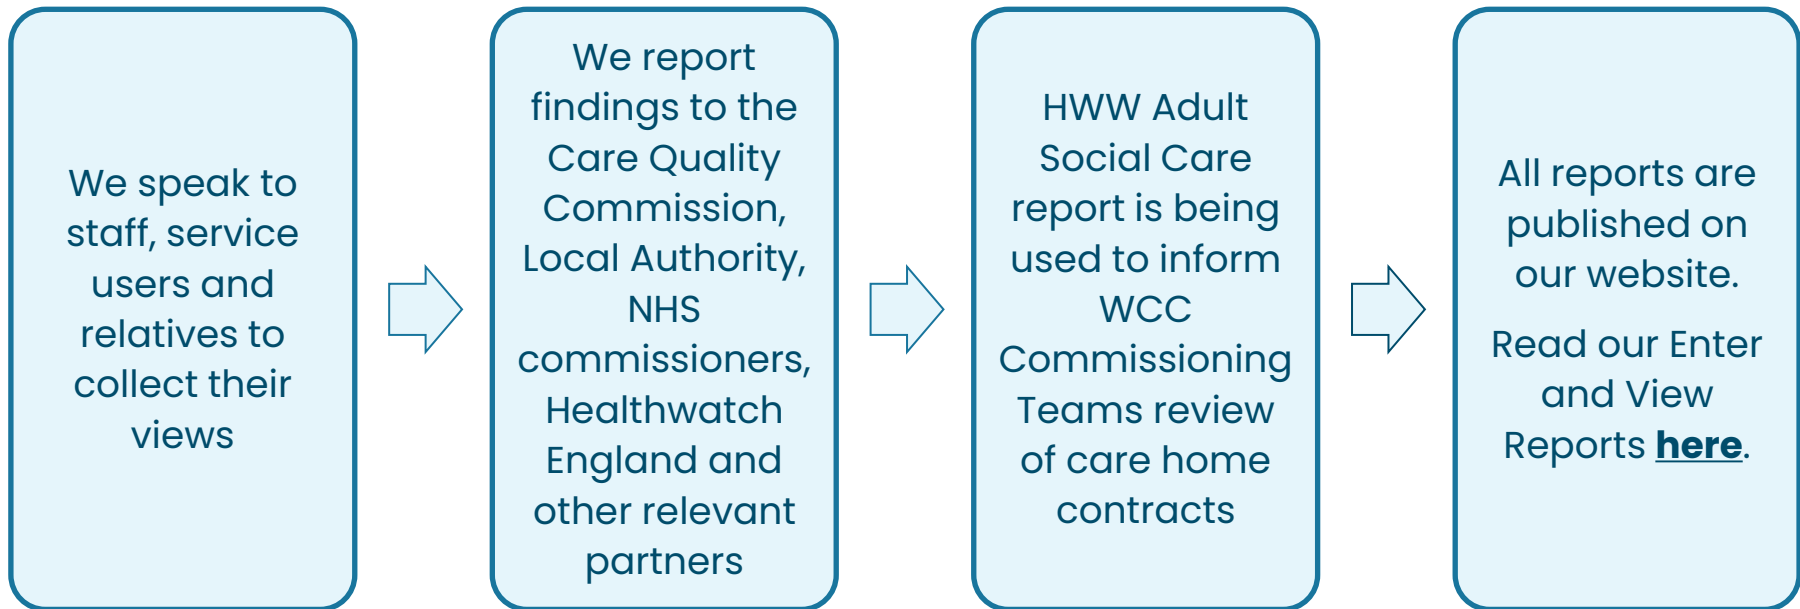 We speak to
staff, service
users and
relatives to
collect their
views
We report
findings to the
Care Quality
Commission,
Local Authority,
NHS
commissioners,
Healthwatch
England and
other relevant
partners
HWW Adult
Social Care
report is being
used to inform
WCC
Commissioning
Teams review
of care home
contracts
All reports are
published on
our website.
Read our Enter
and View
Reports here.